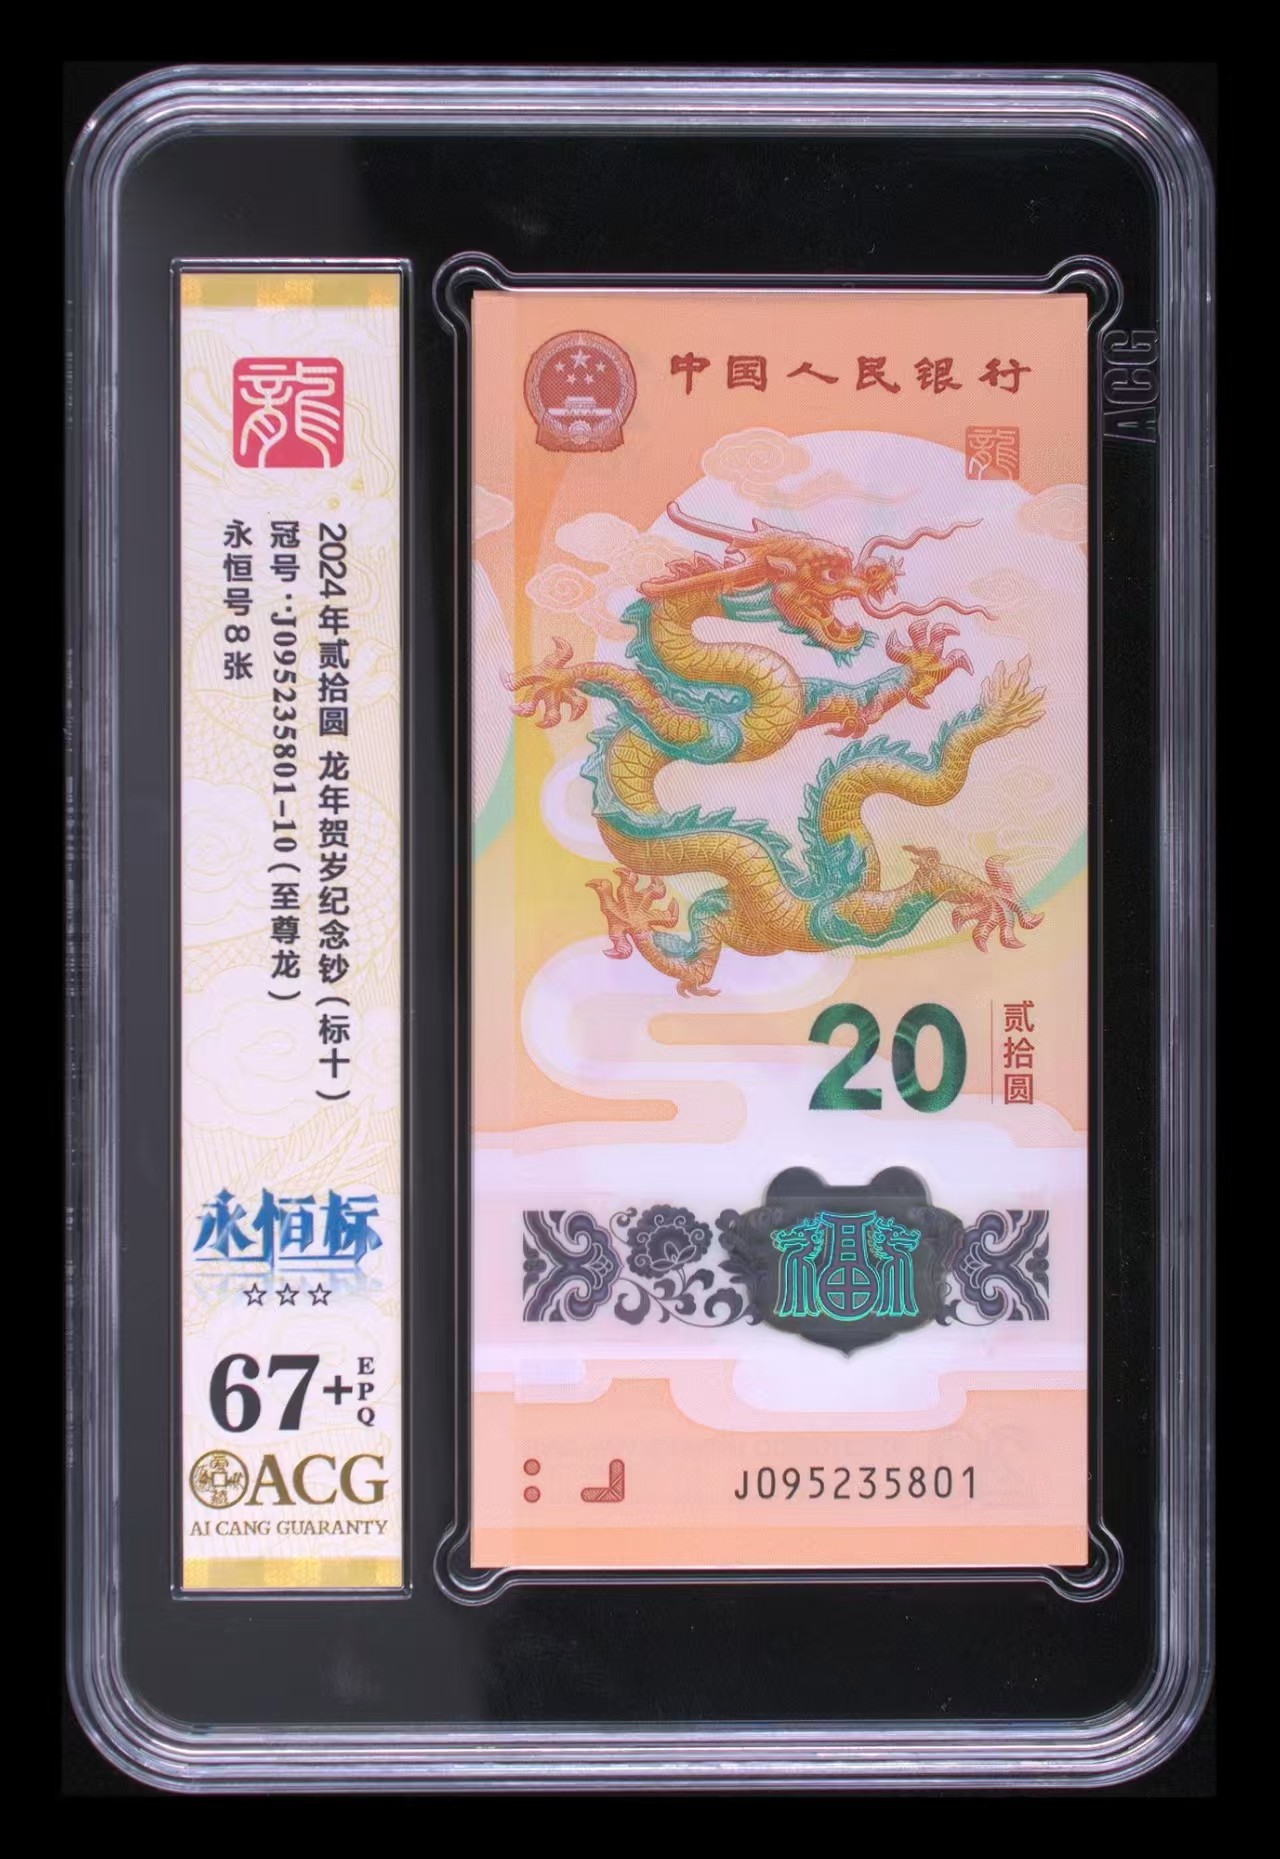 龍
2024年贰拾圆 龙年贺岁纪念钞(标十)
冠号:J095235801-10(至尊龙)
永恒号8张
永恒标
☆☆☆
67+EPQ
ACG
AI CANG GUARANTY
中国人民银行
龍
20
贰拾圆
福
J095235801
ACG